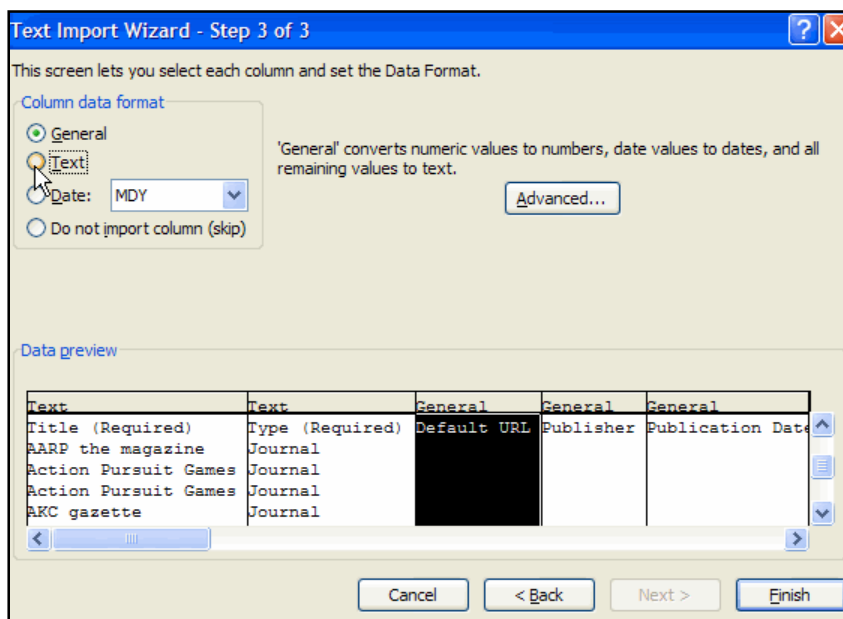 Text Import Wizard - Step 3 of 3
This screen lets you select each column and set the Data Format.
Column data format
General
Text
Date: MDY
Do not import column (skip)
'General' converts numeric values to numbers, date values to dates, and all
remaining values to text.
Advanced...
Data preview
Text Text General General General
Title (Required) Type (Required) Default URL Publisher Publication Date
AARP the magazine Journal
Action Pursuit Games Journal
Action Pursuit Games Journal
AKC gazette Journal
Cancel < Back Next > Finish